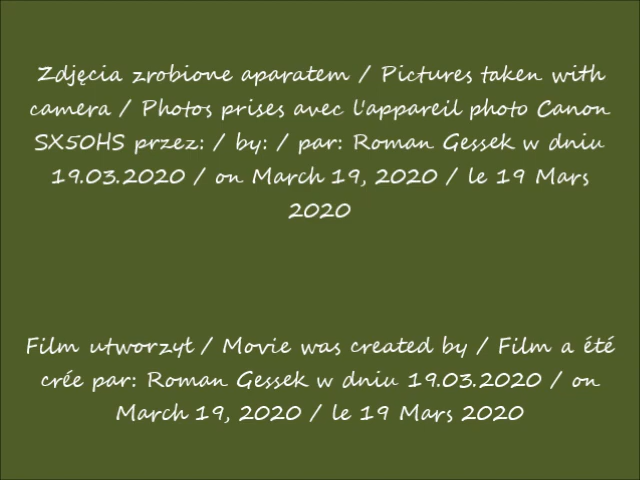 Zdjęcia zrobione aparatem / Pictures taken with
camera / Photos prises avec l'appareil photo Canon
SX50HS przez: / by: / par: Roman Gessek w dniu
19.03.2020 / on March 19, 2020 / le 19 Mars
2020
Film utworzył / Movie was created by / Film a été
crée par: Roman Gessek w dniu 19.03.2020 / on
March 19, 2020 / le 19 Mars 2020